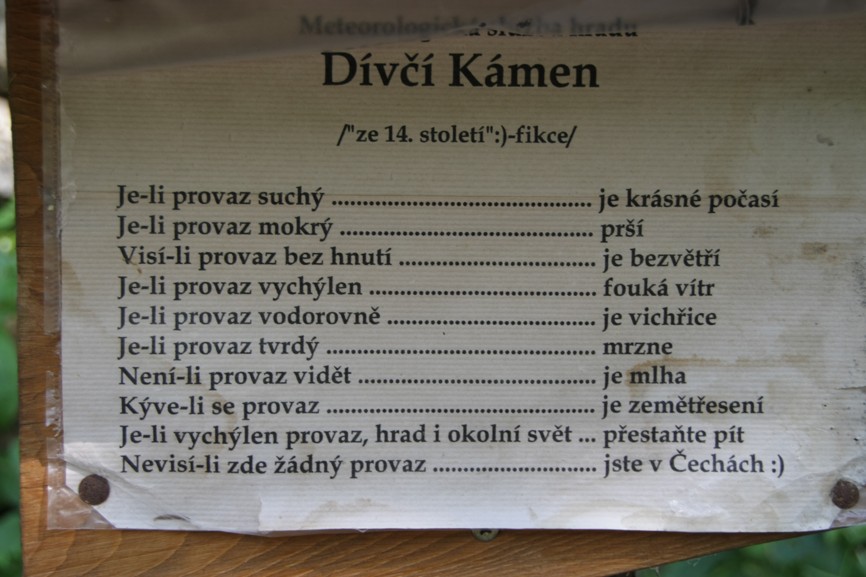 Meteorologická služba hradu
Dívčí Kámen
/"ze 14. století":)-fikce/
Je-li provaz suchý ........................................ je krásné počasí
Je-li provaz mokrý ....................................... prší
Visí-li provaz bez hnutí .............................. je bezvětří
Je-li provaz vychýlen ................................... fouká vítr
Je-li provaz vodorovně ................................ je vichřice
Je-li provaz tvrdý ......................................... mrzne
Není-li provaz vidět .................................... je mlha
Kýve-li se provaz ......................................... je zemětřesení
Je-li vychýlen provaz, hrad i okolní svět ... přestaňte pít
Nevisí-li zde žádný provaz ......................... jste v Čechách :)